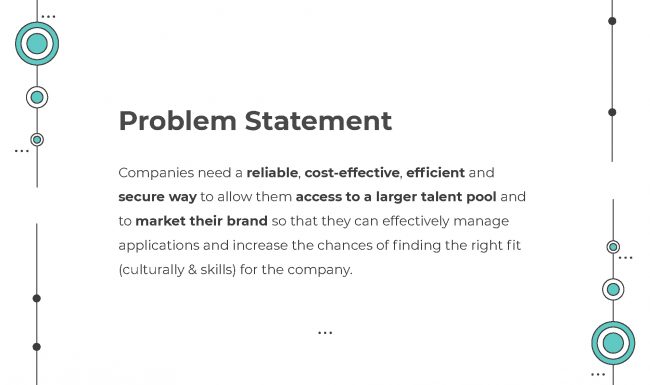 Problem Statement
Companies need a reliable, cost-effective, efficient and
secure way to allow them access to a larger talent pool and
to market their brand so that they can effectively manage
applications and increase the chances of finding the right fit
(culturally & skills) for the company.